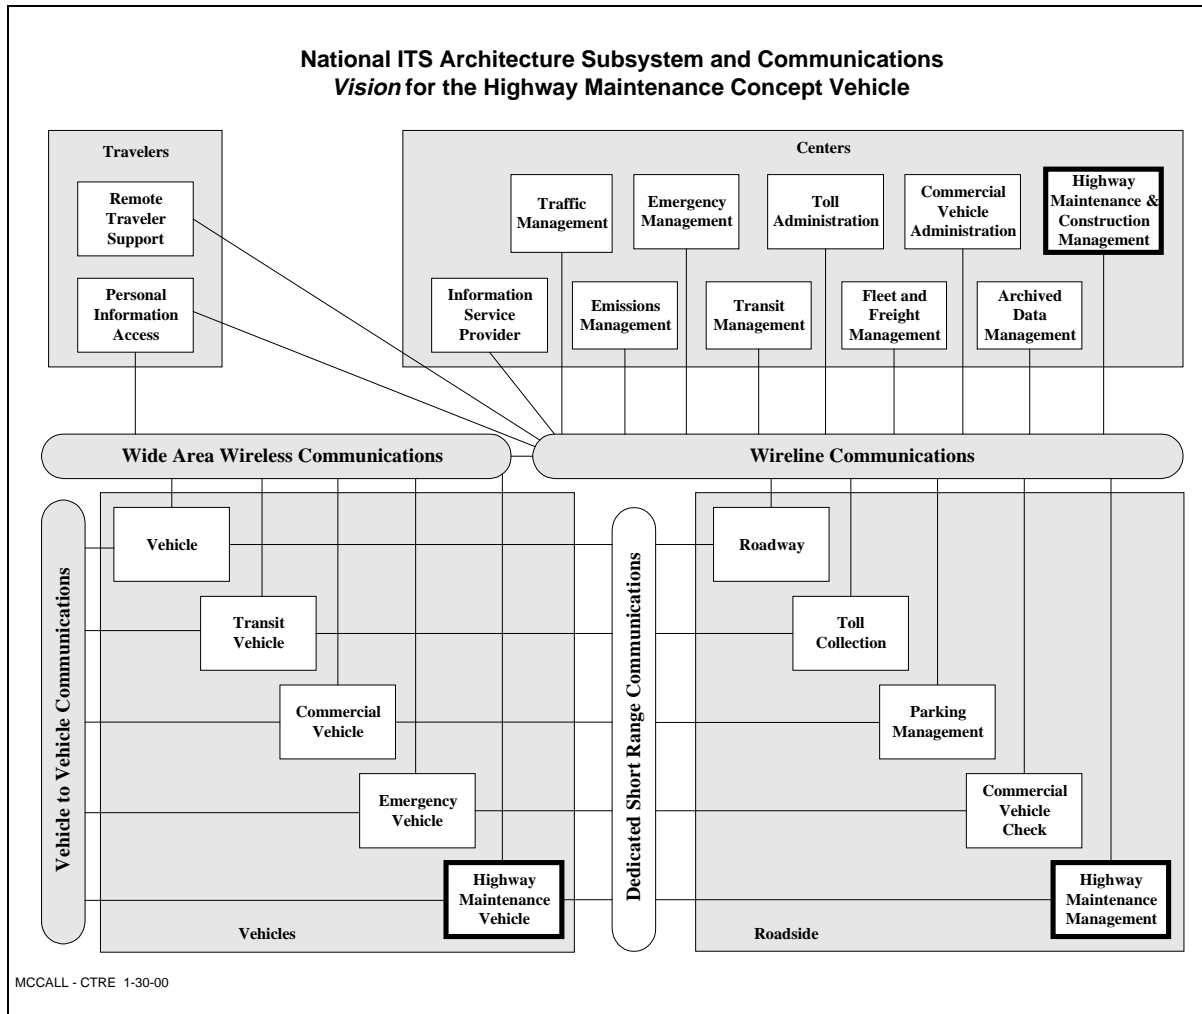 National ITS Architecture Subsystem and Communications
Vision for the Highway Maintenance Concept Vehicle
Travelers
Remote
Traveler
Support
Personal
Information
Access
Centers
Traffic
Management
Emergency
Management
Toll
Administration
Commercial
Vehicle
Administration
Highway
Maintenance &
Construction
Management
Information
Service
Provider
Emissions
Management
Transit
Management
Fleet and
Freight
Management
Archived
Data
Management
Wide Area Wireless Communications
Wireline Communications
Vehicle to Vehicle Communications
Vehicle
Transit
Vehicle
Commercial
Vehicle
Emergency
Vehicle
Highway
Maintenance
Vehicle
Vehicles
Dedicated Short Range Communications
Roadway
Toll
Collection
Parking
Management
Commercial
Vehicle
Check
Highway
Maintenance
Management
Roadside
MCCALL - CTRE 1-30-00